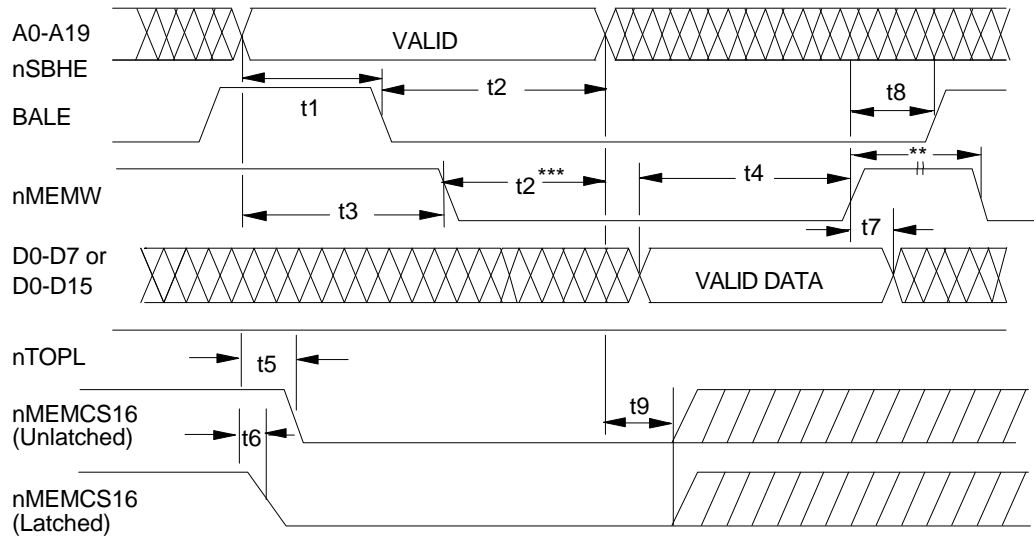 A0-A19
VALID
nSBHE
t1
t2
t8
BALE
**
nMEMW
t2***
t4
t3
t7
D0-D7 or
D0-D15
VALID DATA
nTOPL
t5
nMEMCS16
(Unlatched)
t9
t6
nMEMCS16
(Latched)